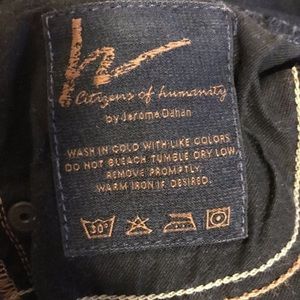 Citizens of humanity
by Jerome Dahan
WASH IN COLD WITH LIKE COLORS
DO NOT BLEACH TUMBLE DRY LOW.
REMOVE PROMPTLY,
WARM IRON IF DESIRED.
30°